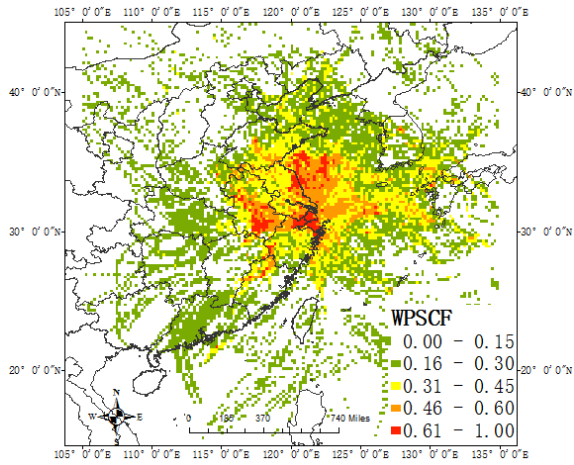 105° 0′0″E 110° 0′0″E 115° 0′0″E 120° 0′0″E 125° 0′0″E 130° 0′0″E 135° 0′0″E
40° 0′0″N 40° 0′0″N
30° 0′0″N 30° 0′0″N
20° 0′0″N 20° 0′0″N
WPSCF
0.00 - 0.15
0.16 - 0.30
0.31 - 0.45
0.46 - 0.60
0.61 - 1.00
N
W E
S
0 185 370 740 Miles
105° 0′0″E 110° 0′0″E 115° 0′0″E 120° 0′0″E 125° 0′0″E 130° 0′0″E 135° 0′0″E